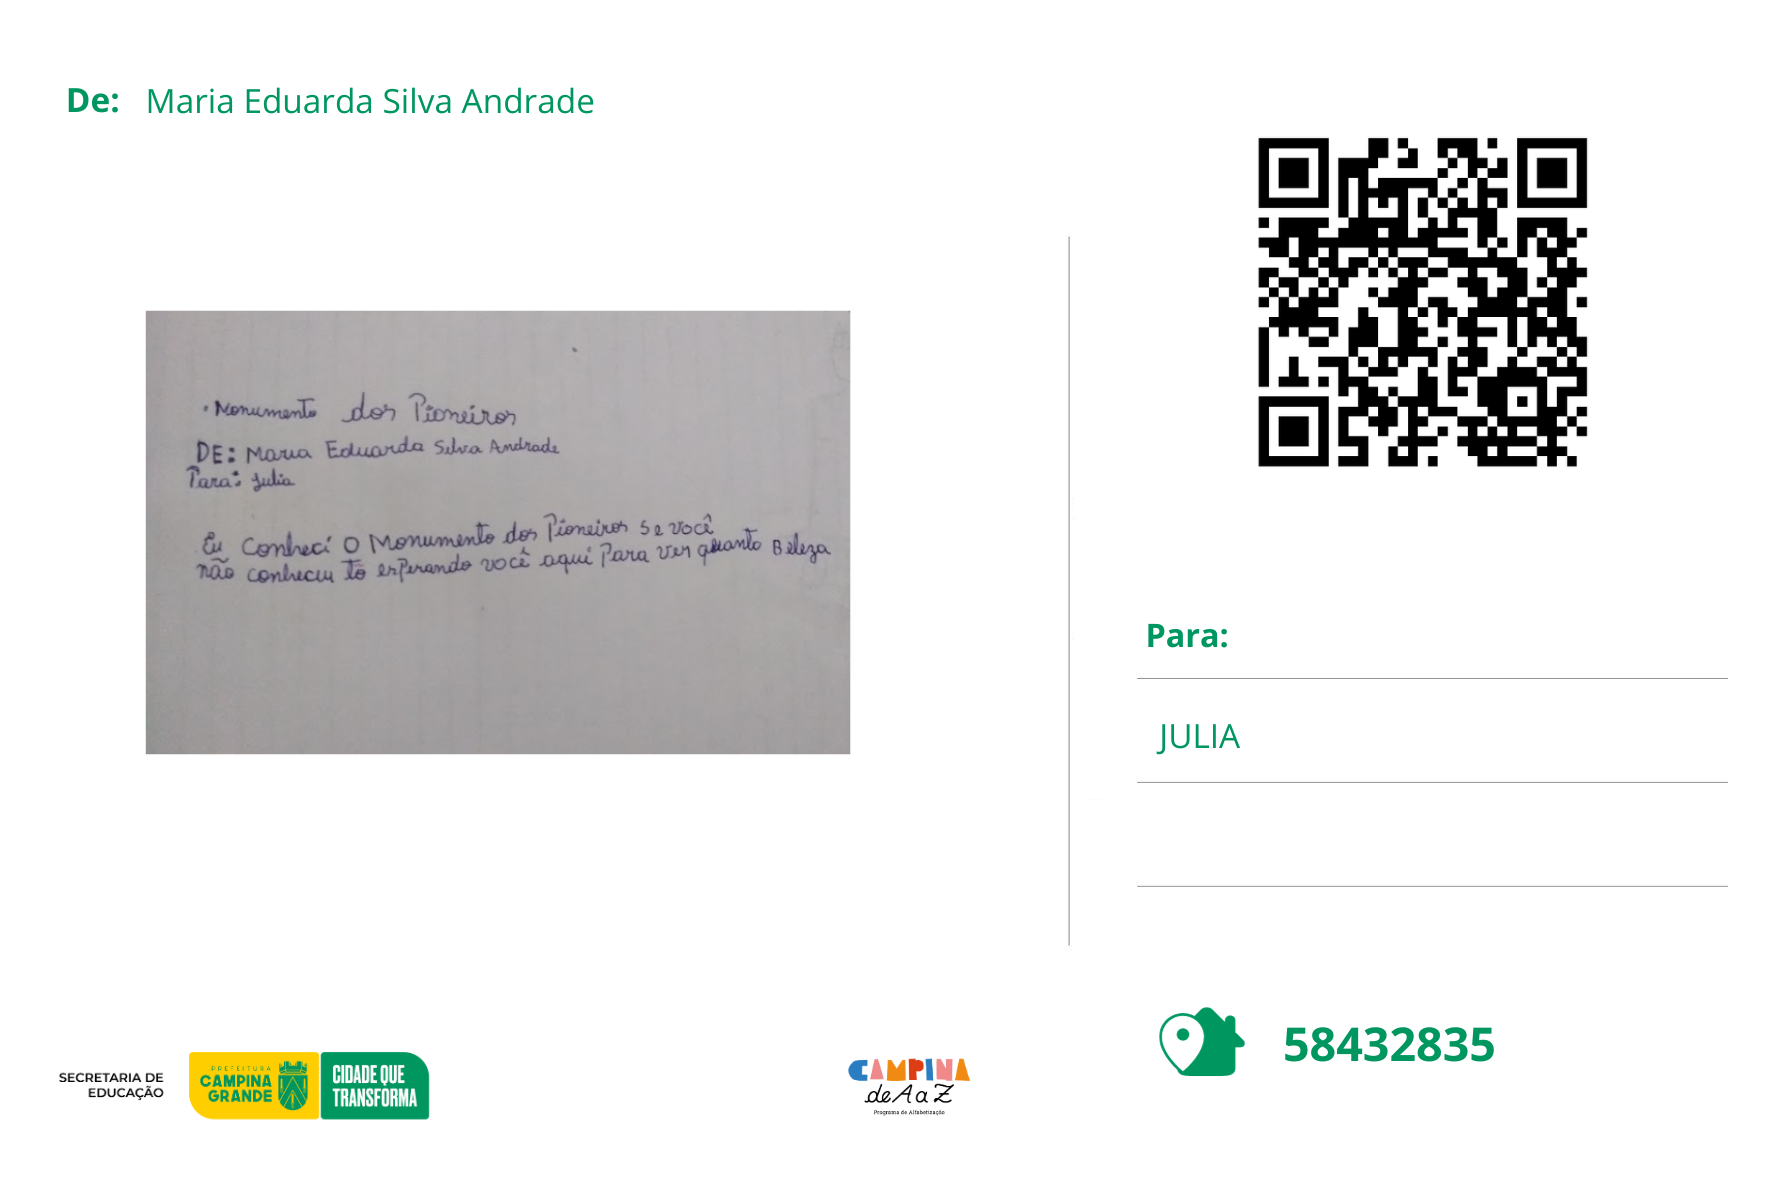 De: Maria Eduarda Silva Andrade
• Monumento dos Pioneiros
DE: Maria Eduarda Silva Andrade
Para: Julia
Eu Conheci O Monumento dos Pioneiros se você
não conheceu tô esperando você aqui Para ver quanto Beleza
Para:
JULIA
58432835
SECRETARIA DE
EDUCAÇÃO
PREFEITURA
CAMPINA
GRANDE
CIDADE QUE
TRANSFORMA
CAMPINA
de A a Z
Programa de Alfabetização